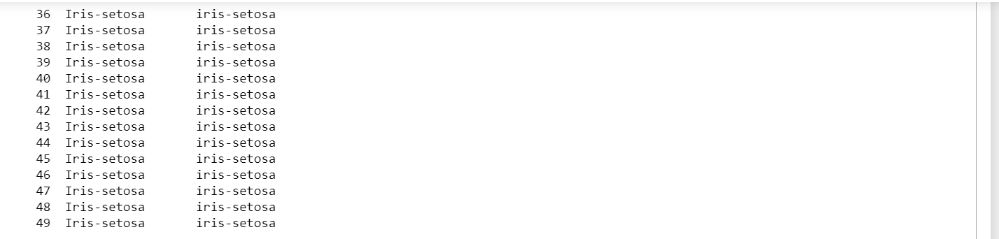 36 Iris-setosa iris-setosa
37 Iris-setosa iris-setosa
38 Iris-setosa iris-setosa
39 Iris-setosa iris-setosa
40 Iris-setosa iris-setosa
41 Iris-setosa iris-setosa
42 Iris-setosa iris-setosa
43 Iris-setosa iris-setosa
44 Iris-setosa iris-setosa
45 Iris-setosa iris-setosa
46 Iris-setosa iris-setosa
47 Iris-setosa iris-setosa
48 Iris-setosa iris-setosa
49 Iris-setosa iris-setosa